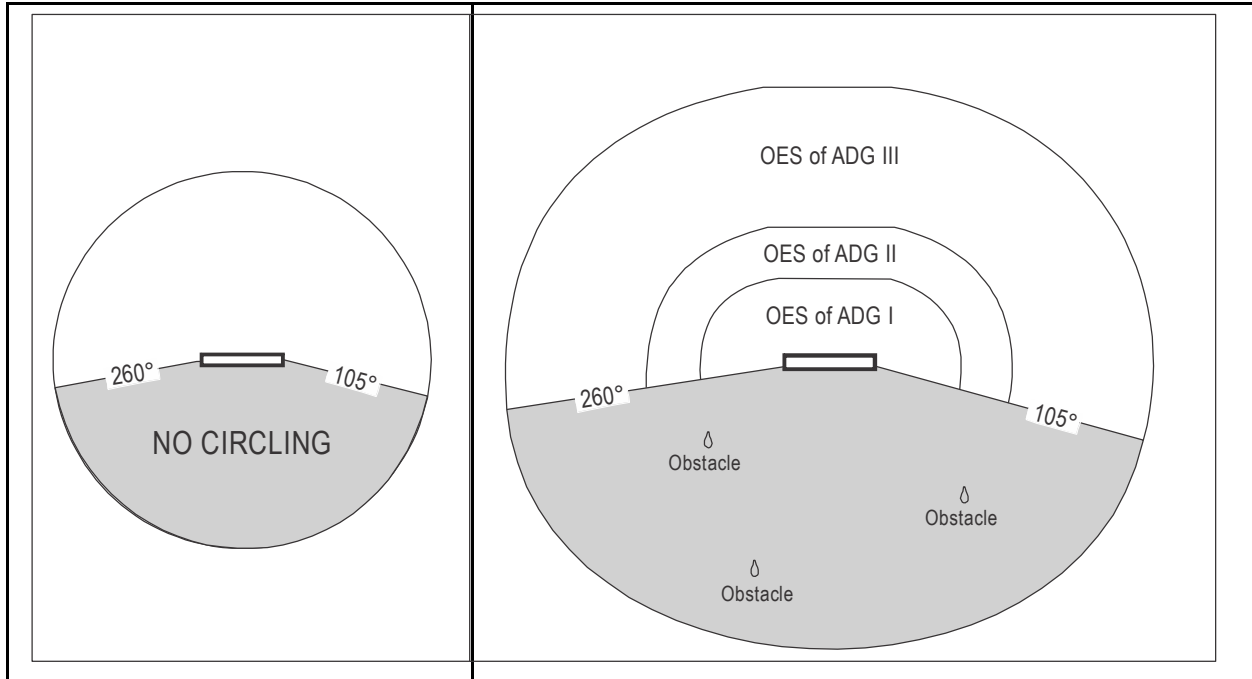 260°
105°
NO CIRCLING
OES of ADG III
OES of ADG II
OES of ADG I
260°
105°
Obstacle
Obstacle
Obstacle